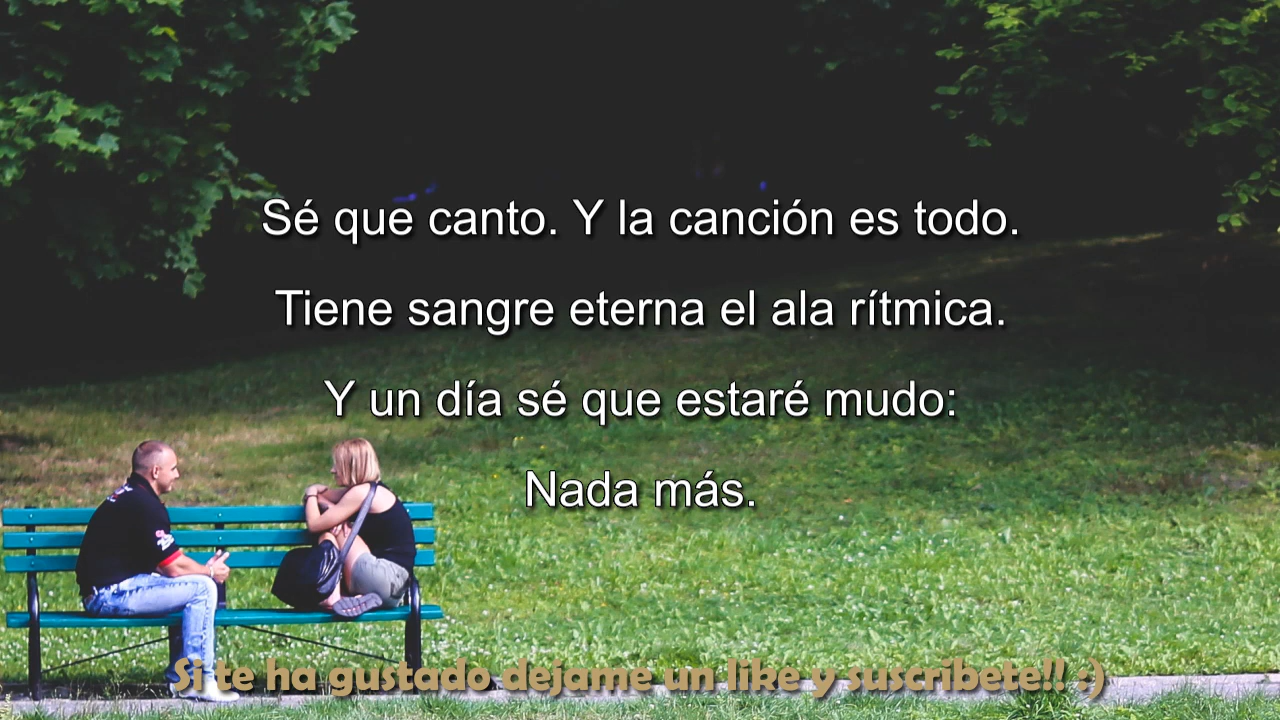 Sé que canto. Y la canción es todo.
Tiene sangre eterna el ala rítmica.
Y un día sé que estaré mudo:
Nada más.
Si te ha gustado dejame un like y suscribete!! :)